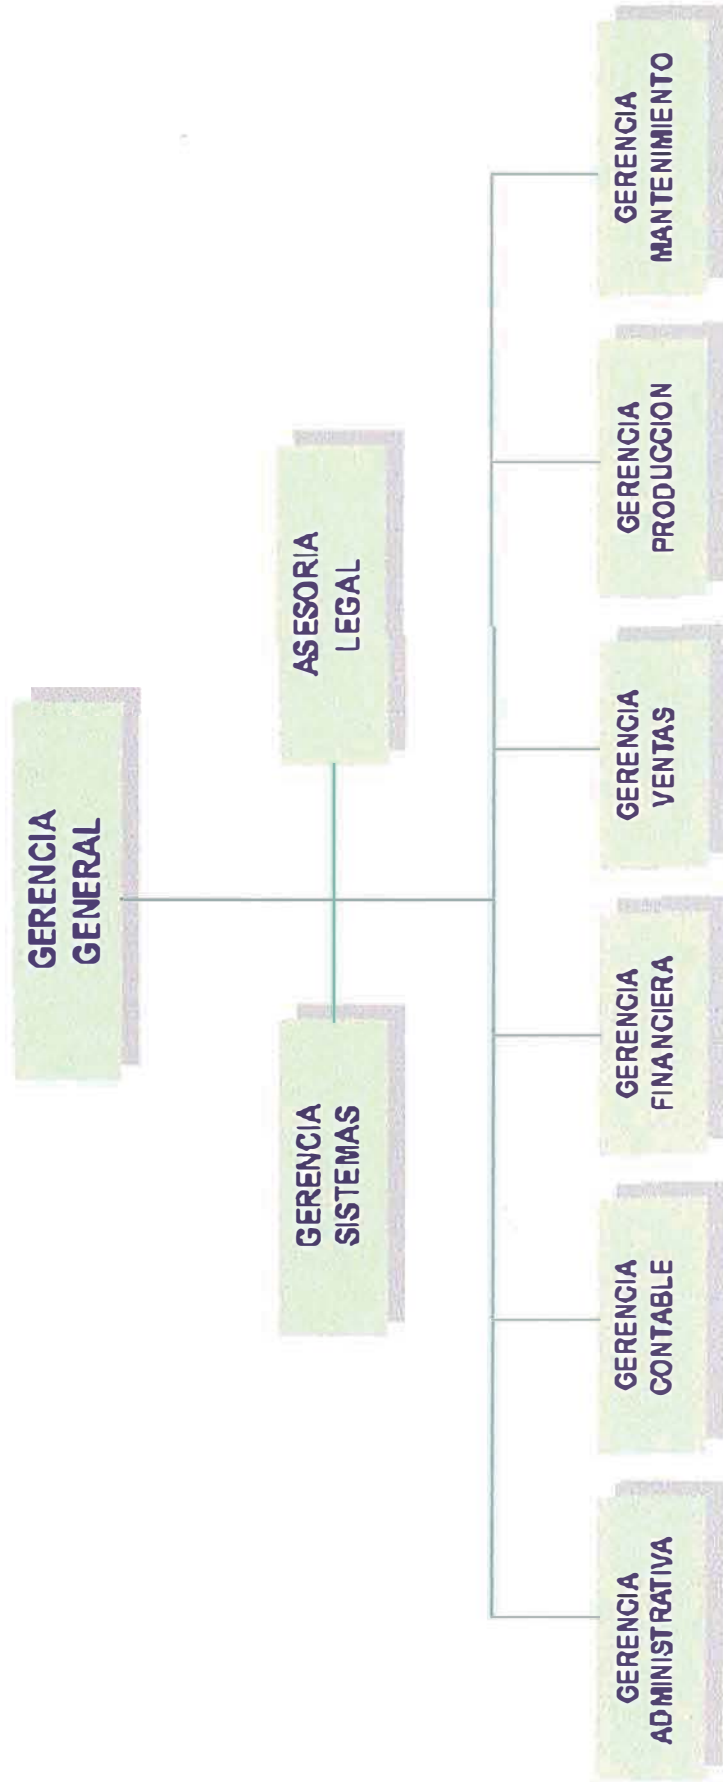 GERENCIA
GENERAL
GERENCIA
SISTEMAS
ASESORIA
LEGAL
GERENCIA
ADMINISTRATIVA
GERENCIA
CONTABLE
GERENCIA
FINANCIERA
GERENCIA
VENTAS
GERENCIA
PRODUCCION
GERENCIA
MANTENIMIENTO